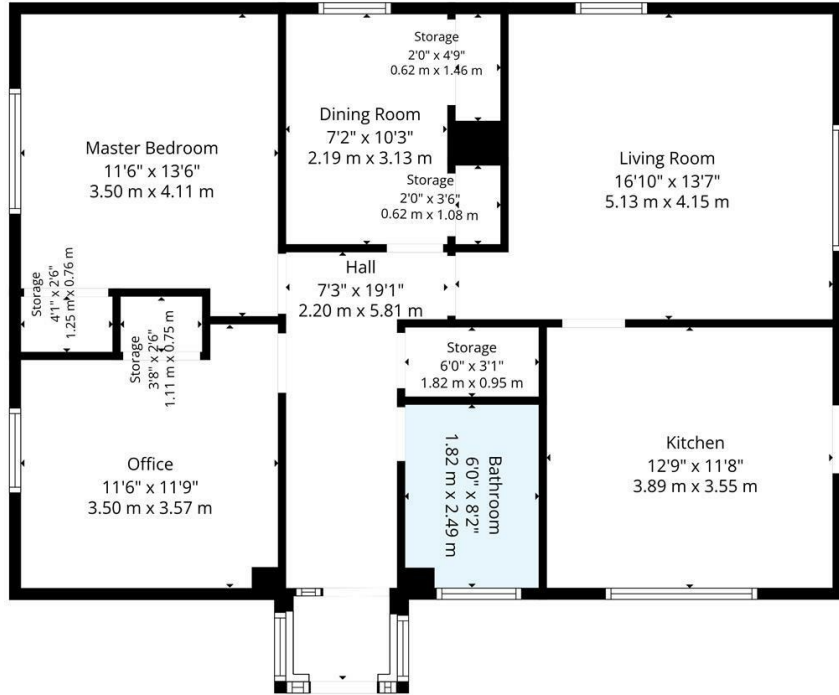 Storage
2'0" x 4'9"
0.62 m x 1.46 m
Dining Room
7'2" x 10'3"
2.19 m x 3.13 m
Master Bedroom
11'6" x 13'6"
3.50 m x 4.11 m
Living Room
16'10" x 13'7"
5.13 m x 4.15 m
Storage
2'0" x 3'6"
0.62 m x 1.08 m
Hall
7'3" x 19'1"
2.20 m x 5.81 m
Storage
4'1" x 2'6"
1.25 m x 0.76 m
Storage
3'8" x 2'6"
1.11 m x 0.75 m
Storage
6'0" x 3'1"
1.82 m x 0.95 m
Kitchen
12'9" x 11'8"
3.89 m x 3.55 m
Office
11'6" x 11'9"
3.50 m x 3.57 m
Bathroom
6'0" x 8'2"
1.82 m x 2.49 m